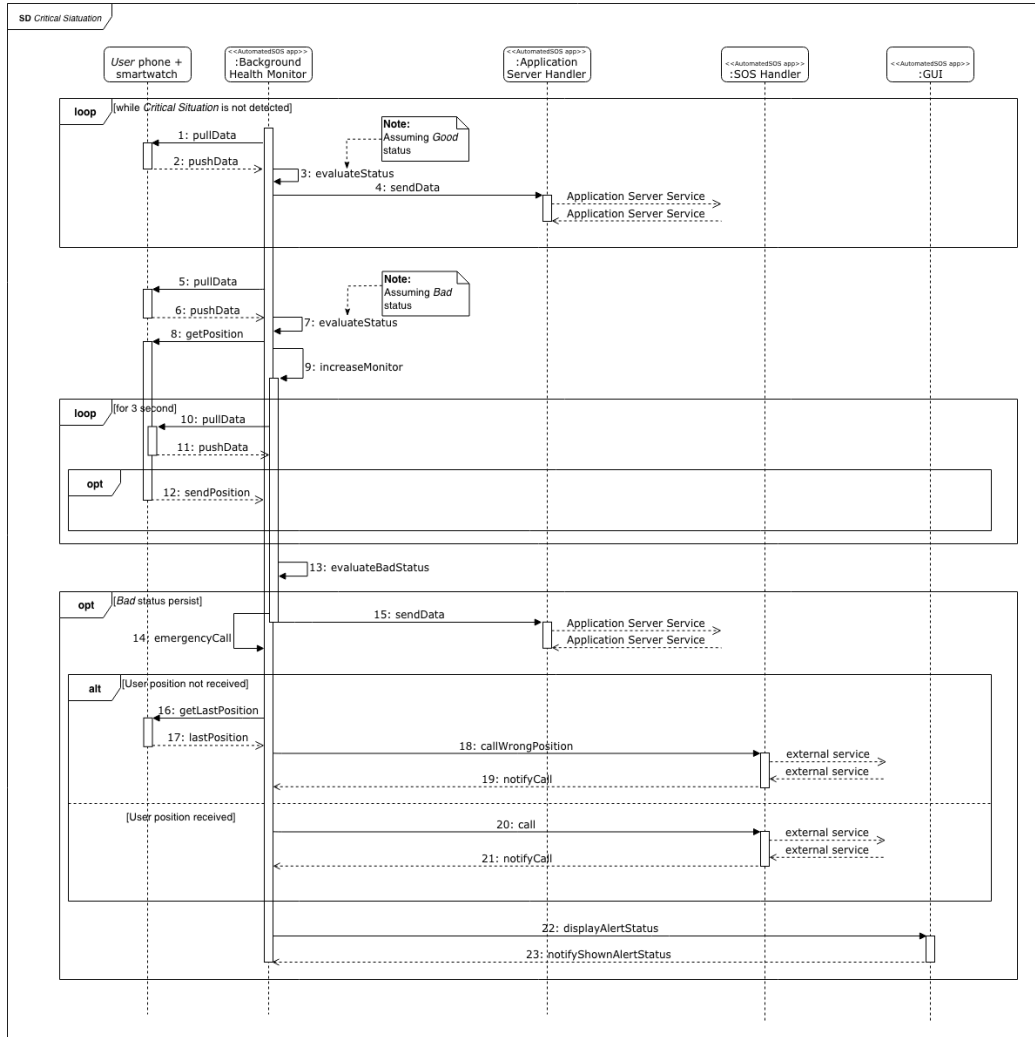 SD Critical Siatuation
User phone +
smartwatch
<<AutomatedSOS app>>
:Background
Health Monitor
<<AutomatedSOS app>>
:Application
Server Handler
<<AutomatedSOS app>>
:SOS Handler
<<AutomatedSOS app>>
:GUI
loop
[while Critical Situation is not detected]
1: pullData
Note:
Assuming Good
status
2: pushData
3: evaluateStatus
4: sendData
Application Server Service
Application Server Service
5: pullData
Note:
Assuming Bad
status
6: pushData
7: evaluateStatus
8: getPosition
9: increaseMonitor
loop
[for 3 second]
10: pullData
11: pushData
opt
12: sendPosition
13: evaluateBadStatus
opt
[Bad status persist]
15: sendData
Application Server Service
14: emergencyCall
Application Server Service
alt
[User position not received]
16: getLastPosition
17: lastPosition
18: callWrongPosition
external service
external service
19: notifyCall
[User position received]
20: call
external service
external service
21: notifyCall
22: displayAlertStatus
23: notifyShownAlertStatus